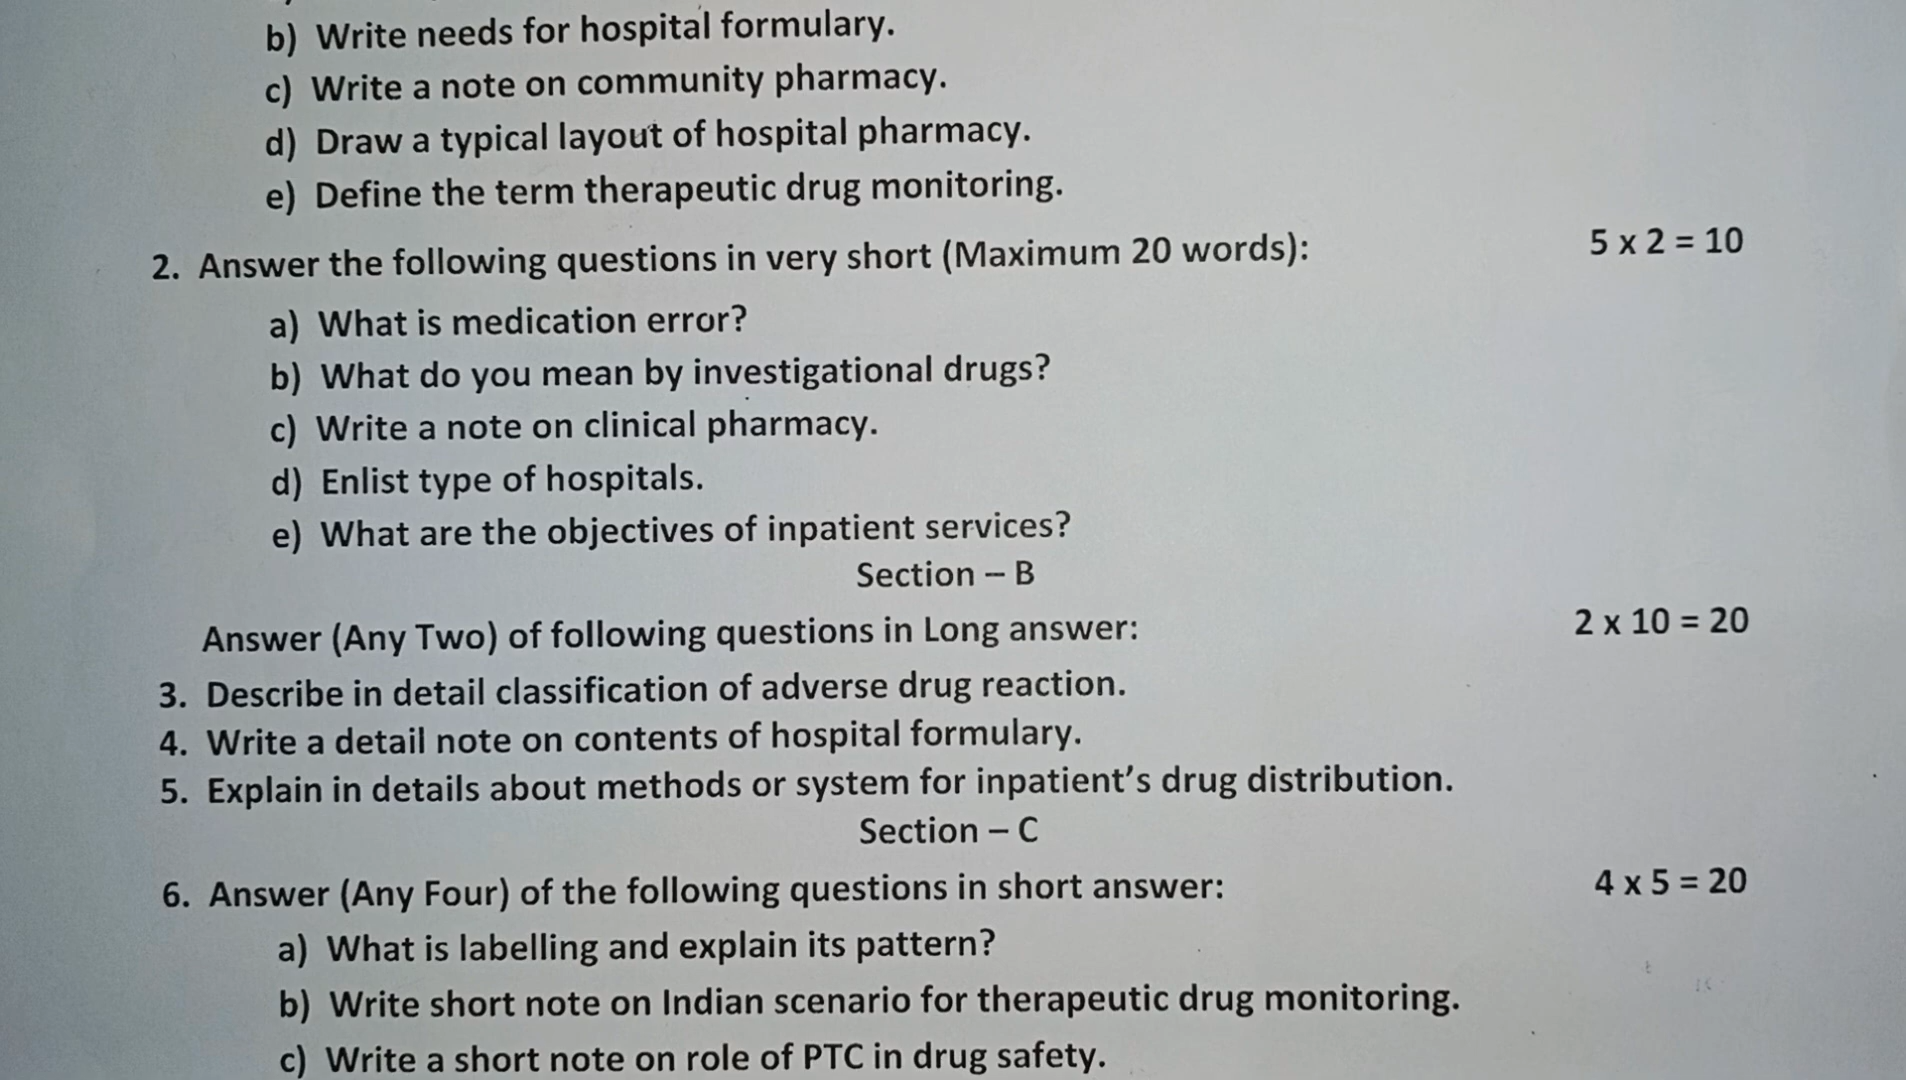 b) Write needs for hospital formulary.
c) Write a note on community pharmacy.
d) Draw a typical layout of hospital pharmacy.
e) Define the term therapeutic drug monitoring.
2. Answer the following questions in very short (Maximum 20 words): 5 x 2 = 10
a) What is medication error?
b) What do you mean by investigational drugs?
c) Write a note on clinical pharmacy.
d) Enlist type of hospitals.
e) What are the objectives of inpatient services?
Section – B
Answer (Any Two) of following questions in Long answer: 2 x 10 = 20
3. Describe in detail classification of adverse drug reaction.
4. Write a detail note on contents of hospital formulary.
5. Explain in details about methods or system for inpatient's drug distribution.
Section – C
6. Answer (Any Four) of the following questions in short answer: 4 x 5 = 20
a) What is labelling and explain its pattern?
b) Write short note on Indian scenario for therapeutic drug monitoring.
c) Write a short note on role of PTC in drug safety.